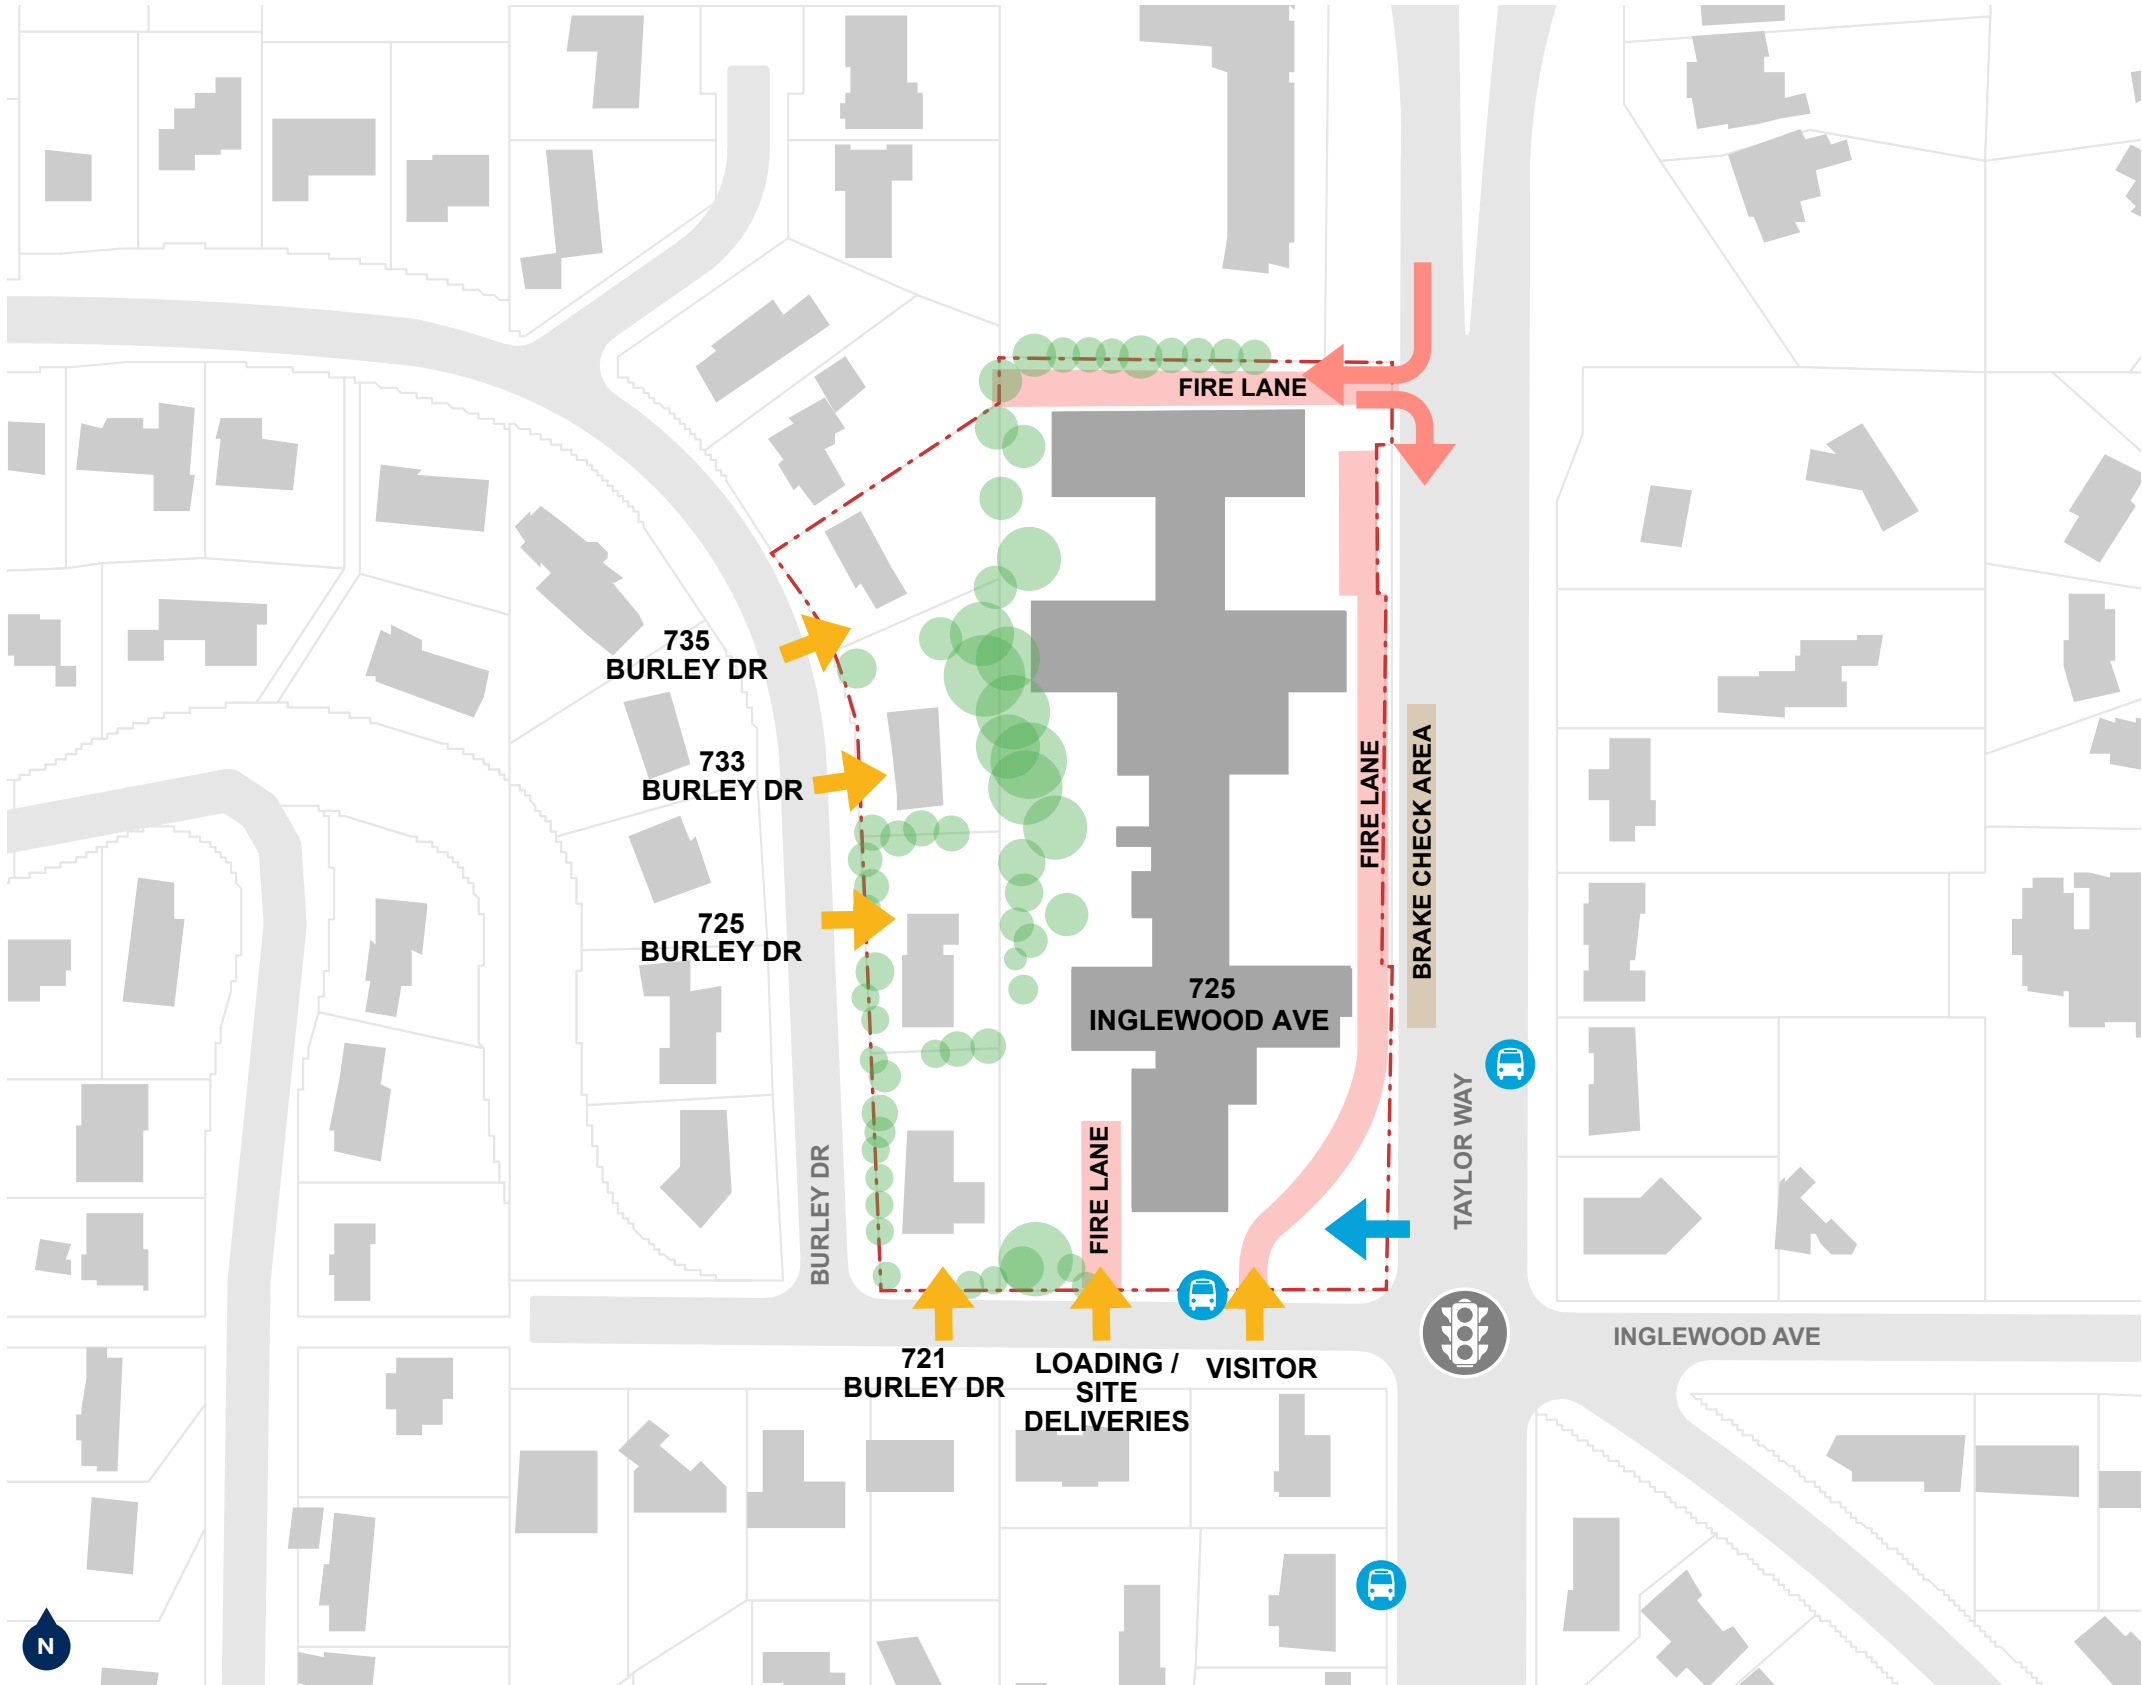 FIRE LANE
735
BURLEY DR
733
BURLEY DR
725
BURLEY DR
FIRE LANE
BRAKE CHECK AREA
725
INGLEWOOD AVE
TAYLOR WAY
BURLEY DR
FIRE LANE
INGLEWOOD AVE
721
BURLEY DR
LOADING /
SITE
DELIVERIES
VISITOR
N